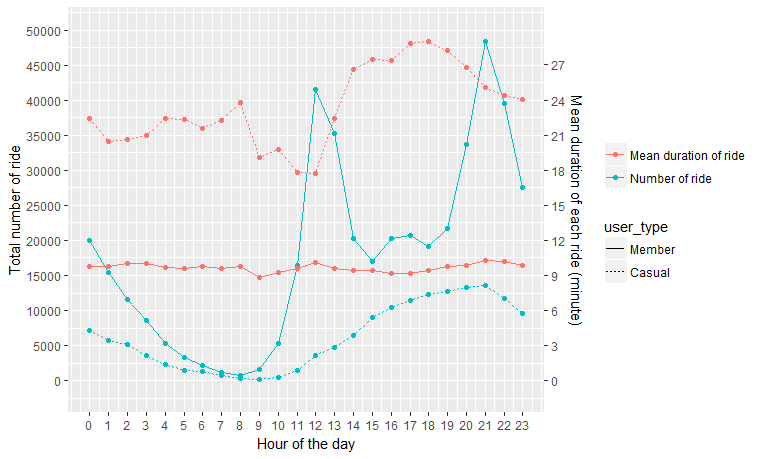 Total number of ride
50000
45000
40000
35000
30000
25000
20000
15000
10000
5000
0
27
24
21
18
15
12
9
6
3
0
Mean duration of each ride (minute)
0 1 2 3 4 5 6 7 8 9 10 11 12 13 14 15 16 17 18 19 20 21 22 23
Hour of the day
Mean duration of ride
Number of ride
user_type
Member
Casual